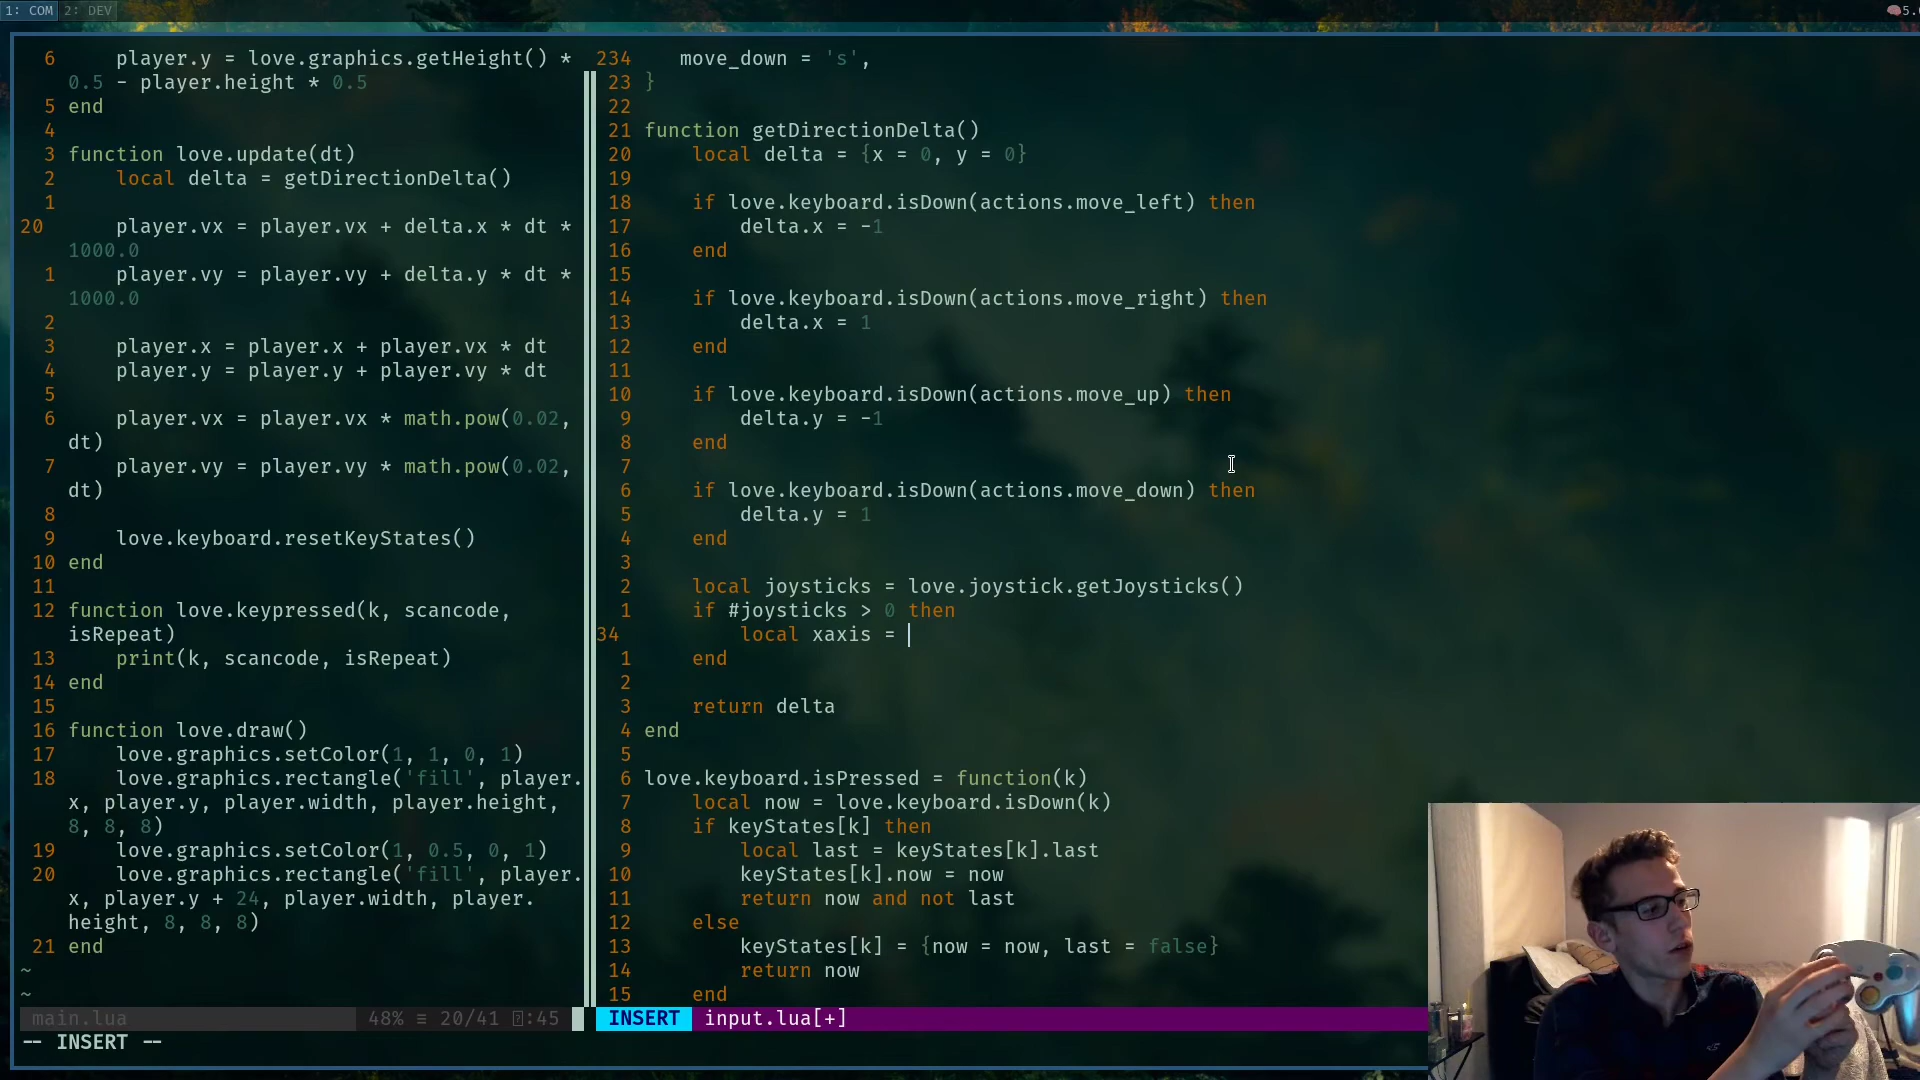 1: COM 2: DEV
5.
6 player.y = love.graphics.getHeight() *
0.5 - player.height * 0.5
5 end
4
3 function love.update(dt)
2 local delta = getDirectionDelta()
1
20 player.vx = player.vx + delta.x * dt *
1000.0
1 player.vy = player.vy + delta.y * dt *
1000.0
2
3 player.x = player.x + player.vx * dt
4 player.y = player.y + player.vy * dt
5
6 player.vx = player.vx * math.pow(0.02,
dt)
7 player.vy = player.vy * math.pow(0.02,
dt)
8
9 love.keyboard.resetKeyStates()
10 end
11
12 function love.keypressed(k, scancode,
isRepeat)
13 print(k, scancode, isRepeat)
14 end
15
16 function love.draw()
17 love.graphics.setColor(1, 1, 0, 1)
18 love.graphics.rectangle('fill', player.
x, player.y, player.width, player.height,
8, 8, 8)
19 love.graphics.setColor(1, 0.5, 0, 1)
20 love.graphics.rectangle('fill', player.
x, player.y + 24, player.width, player.
height, 8, 8, 8)
21 end
~
~
main.lua 48% ≡ 20/41 :45
-- INSERT --
234 move_down = 's',
23 }
22
21 function getDirectionDelta()
20 local delta = {x = 0, y = 0}
19
18 if love.keyboard.isDown(actions.move_left) then
17 delta.x = -1
16 end
15
14 if love.keyboard.isDown(actions.move_right) then
13 delta.x = 1
12 end
11
10 if love.keyboard.isDown(actions.move_up) then
9 delta.y = -1
8 end
7
6 if love.keyboard.isDown(actions.move_down) then
5 delta.y = 1
4 end
3
2 local joysticks = love.joystick.getJoysticks()
1 if #joysticks > 0 then
34 local xaxis =
1 end
2
3 return delta
4 end
5
6 love.keyboard.isPressed = function(k)
7 local now = love.keyboard.isDown(k)
8 if keyStates[k] then
9 local last = keyStates[k].last
10 keyStates[k].now = now
11 return now and not last
12 else
13 keyStates[k] = {now = now, last = false}
14 return now
15 end
INSERT input.lua[+]